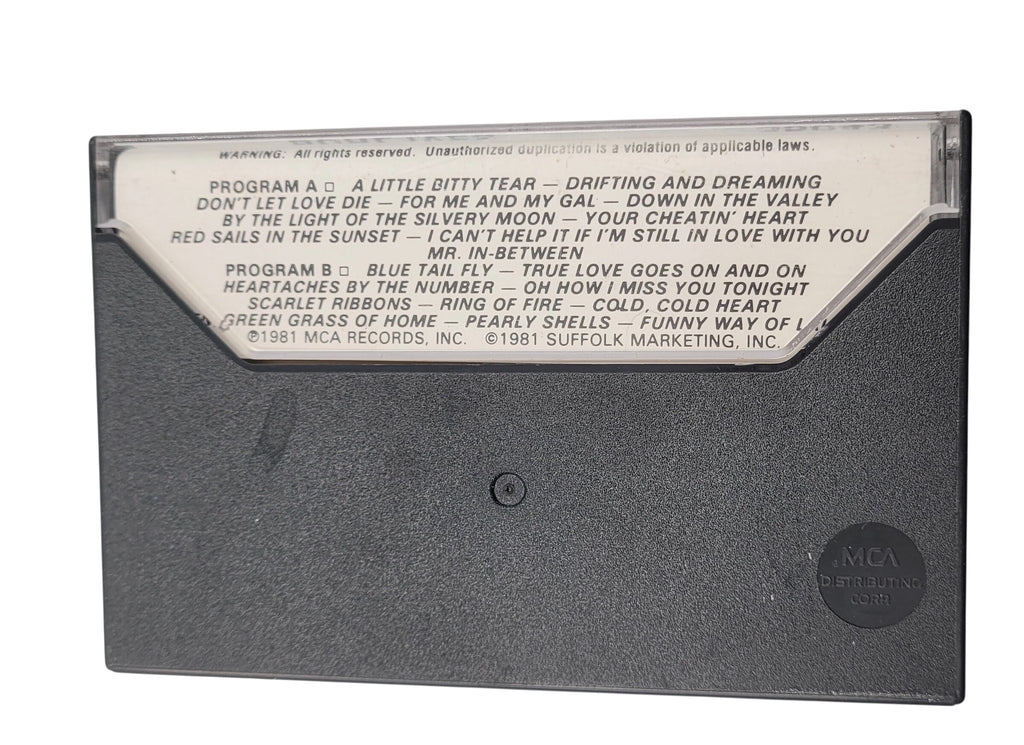 WARNING: All rights reserved. Unauthorized duplication is a violation of applicable laws.
PROGRAM A □ A LITTLE BITTY TEAR — DRIFTING AND DREAMING
DON'T LET LOVE DIE — FOR ME AND MY GAL — DOWN IN THE VALLEY
BY THE LIGHT OF THE SILVERY MOON — YOUR CHEATIN' HEART
RED SAILS IN THE SUNSET — I CAN'T HELP IT IF I'M STILL IN LOVE WITH YOU
MR. IN-BETWEEN
PROGRAM B □ BLUE TAIL FLY — TRUE LOVE GOES ON AND ON
HEARTACHES BY THE NUMBER — OH HOW I MISS YOU TONIGHT
SCARLET RIBBONS — RING OF FIRE — COLD, COLD HEART
GREEN GRASS OF HOME — PEARLY SHELLS — FUNNY WAY OF
℗1981 MCA RECORDS, INC. ©1981 SUFFOLK MARKETING, INC.
MCA
DISTRIBUTING
CORP.